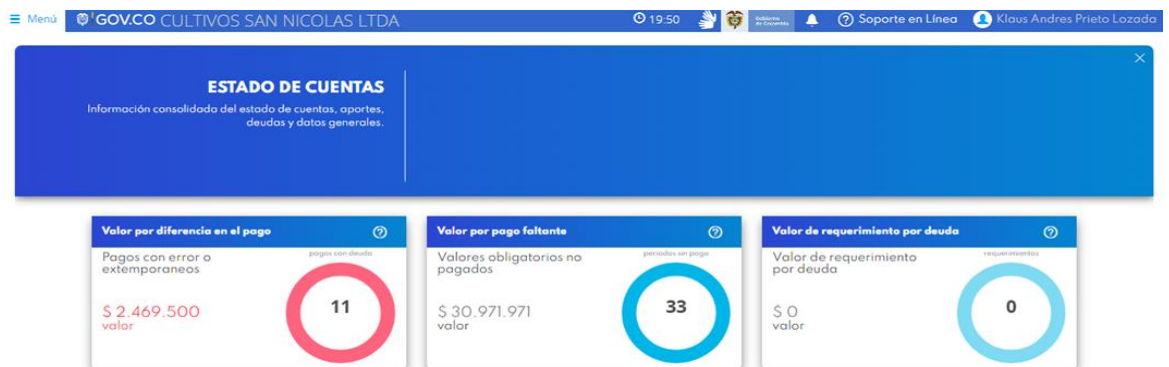 Menú GOV.CO CULTIVOS SAN NICOLAS LTDA 19:50 Soporte en Línea Klaus Andres Prieto Lozada
ESTADO DE CUENTAS
Información consolidada del estado de cuentas, aportes,
deudas y datos generales.
Valor por diferencia en el pago
Pagos con error o
extemporaneos
pagos con deuda
11
$ 2.469.500
valor
Valor por pago faltante
Valores obligatorios no
pagados
periodos sin pago
33
$ 30.971.971
valor
Valor de requerimiento por deuda
Valor de requerimiento
por deuda
requerimientos
0
$ 0
valor